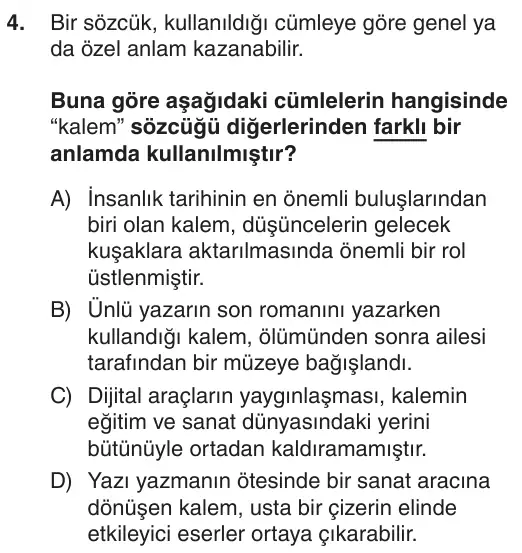 4. Bir sözcük, kullanıldığı cümleye göre genel ya
da özel anlam kazanabilir.
Buna göre aşağıdaki cümlelerin hangisinde
“kalem” sözcüğü diğerlerinden farklı bir
anlamda kullanılmıştır?
A) İnsanlık tarihinin en önemli buluşlarından
biri olan kalem, düşüncelerin gelecek
kuşaklara aktarılmasında önemli bir rol
üstlenmiştir.
B) Ünlü yazarın son romanını yazarken
kullandığı kalem, ölümünden sonra ailesi
tarafından bir müzeye bağışlandı.
C) Dijital araçların yaygınlaşması, kalemin
eğitim ve sanat dünyasındaki yerini
bütünüyle ortadan kaldıramamıştır.
D) Yazı yazmanın ötesinde bir sanat aracına
dönüşen kalem, usta bir çizerin elinde
etkileyici eserler ortaya çıkarabilir.